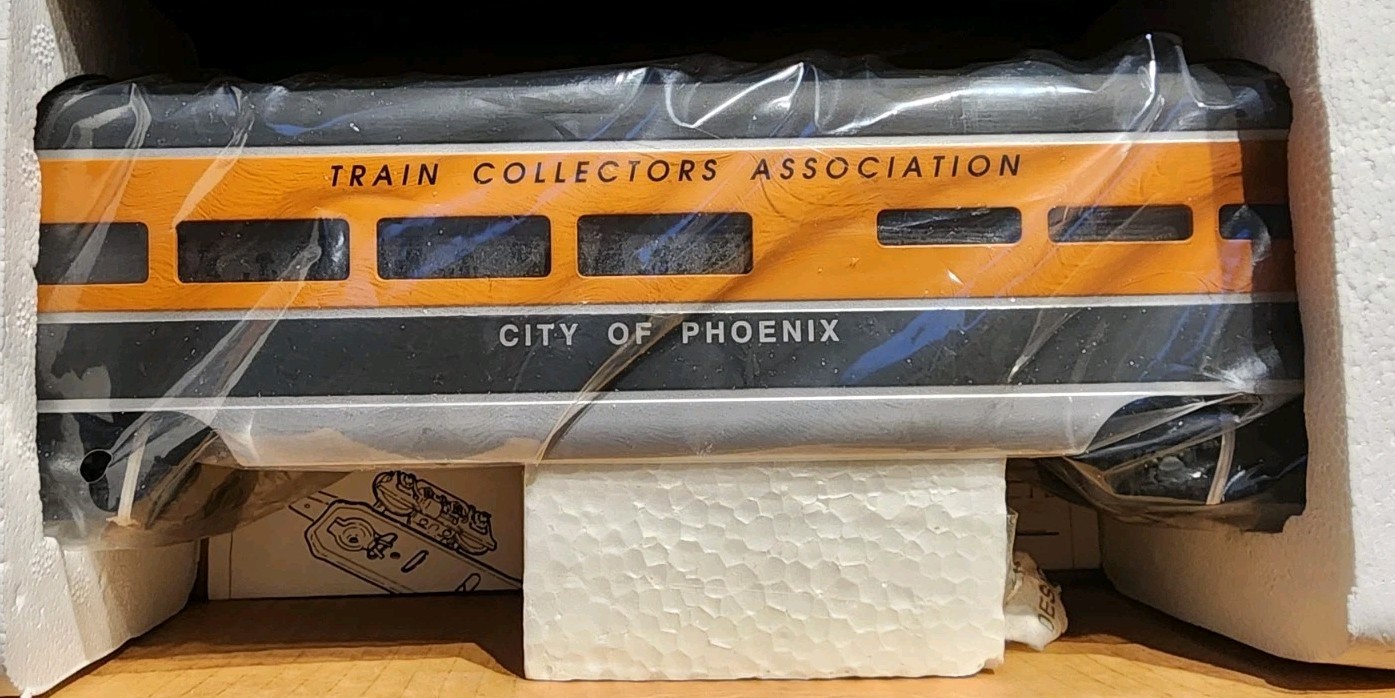 TRAIN COLLECTORS ASSOCIATION
CITY OF PHOENIX